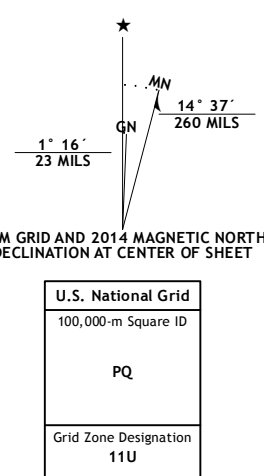 ★
MN
GN
14° 37´
260 MILS
1° 16´
23 MILS
M GRID AND 2014 MAGNETIC NORTH
DECLINATION AT CENTER OF SHEET
U.S. National Grid
100,000-m Square ID
PQ
Grid Zone Designation
11U